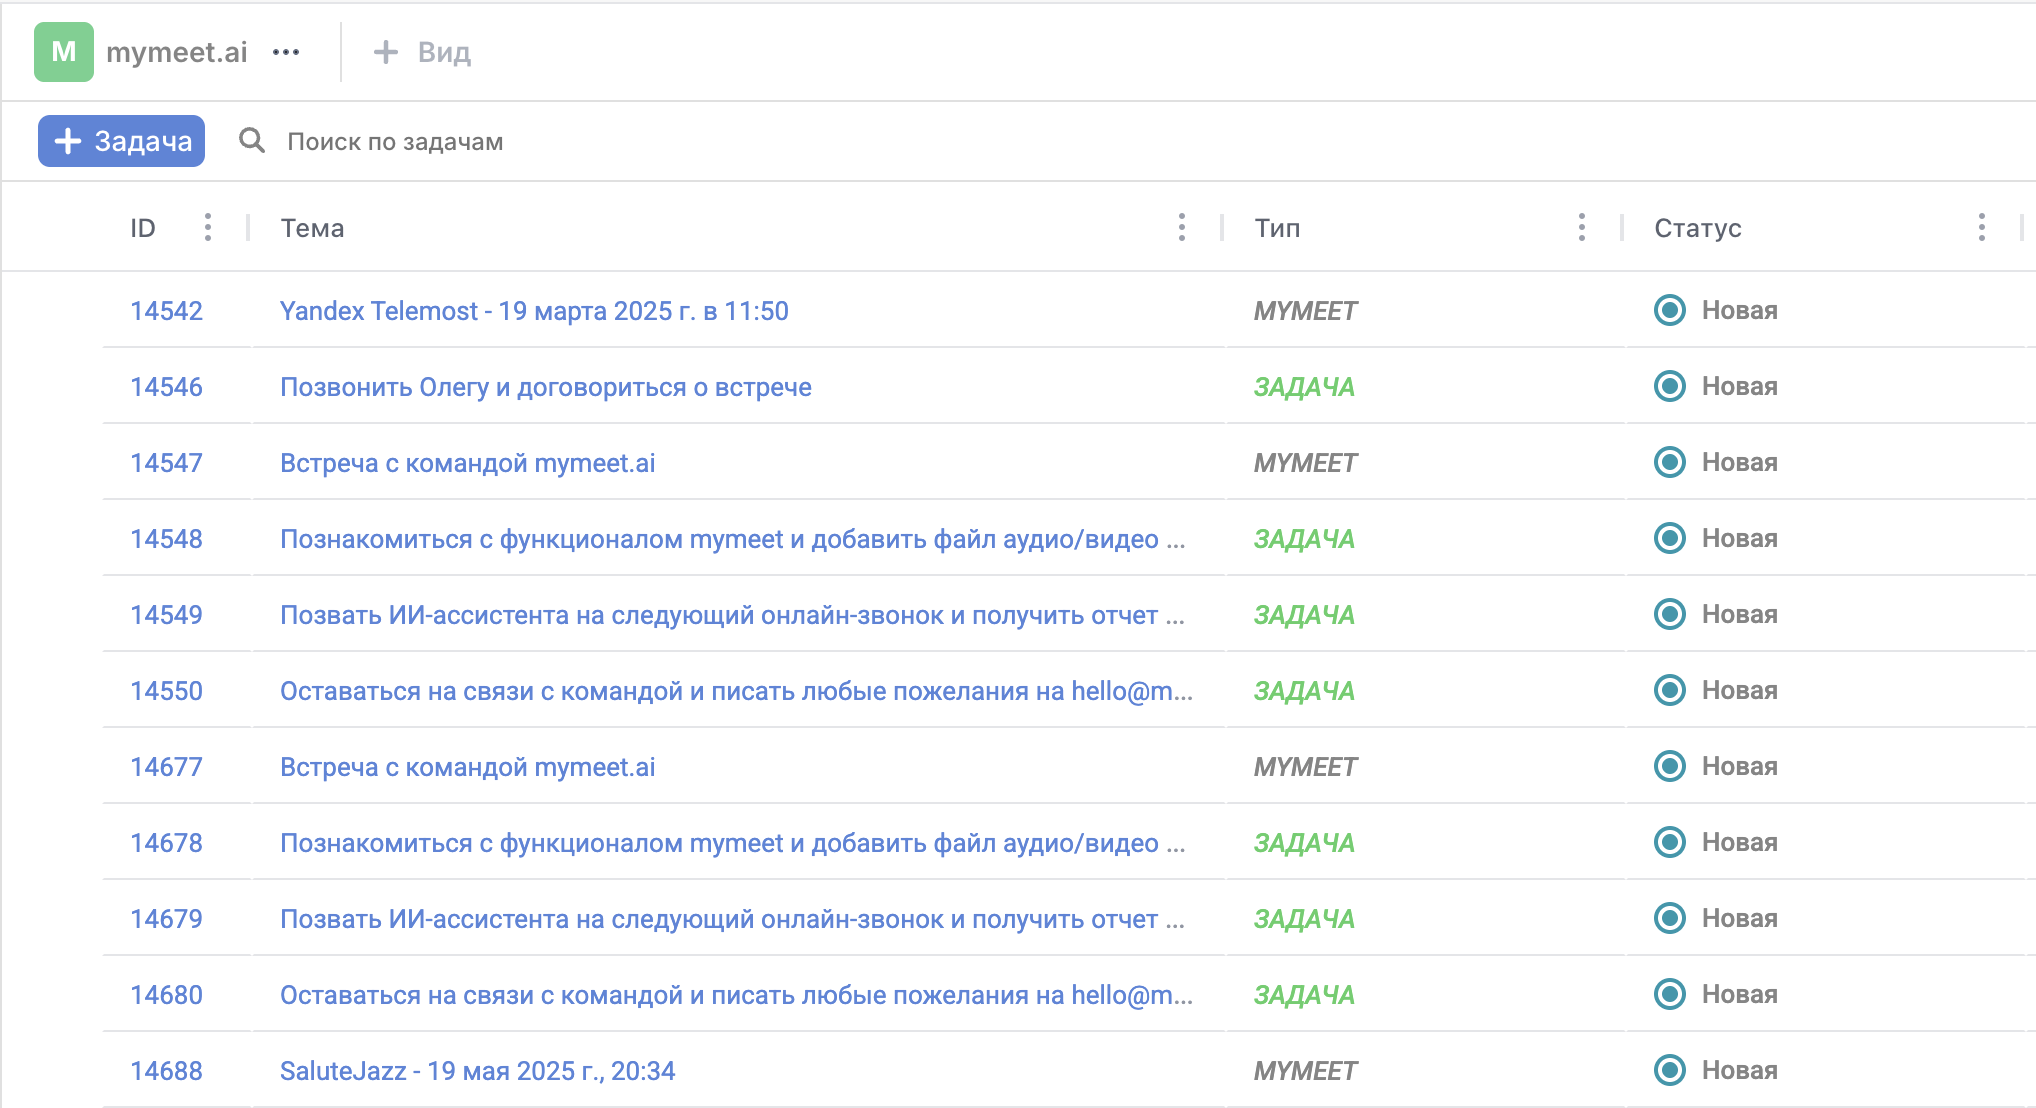 M mymeet.ai ••• + Вид
+ Задача Поиск по задачам
ID Тема Тип Статус
14542 Yandex Telemost - 19 марта 2025 г. в 11:50 MYMEET Новая
14546 Позвонить Олегу и договориться о встрече ЗАДАЧА Новая
14547 Встреча с командой mymeet.ai MYMEET Новая
14548 Познакомиться с функционалом mymeet и добавить файл аудио/видео ... ЗАДАЧА Новая
14549 Позвать ИИ-ассистента на следующий онлайн-звонок и получить отчет ... ЗАДАЧА Новая
14550 Оставаться на связи с командой и писать любые пожелания на hello@m... ЗАДАЧА Новая
14677 Встреча с командой mymeet.ai MYMEET Новая
14678 Познакомиться с функционалом mymeet и добавить файл аудио/видео ... ЗАДАЧА Новая
14679 Позвать ИИ-ассистента на следующий онлайн-звонок и получить отчет ... ЗАДАЧА Новая
14680 Оставаться на связи с командой и писать любые пожелания на hello@m... ЗАДАЧА Новая
14688 SaluteJazz - 19 мая 2025 г., 20:34 MYMEET Новая